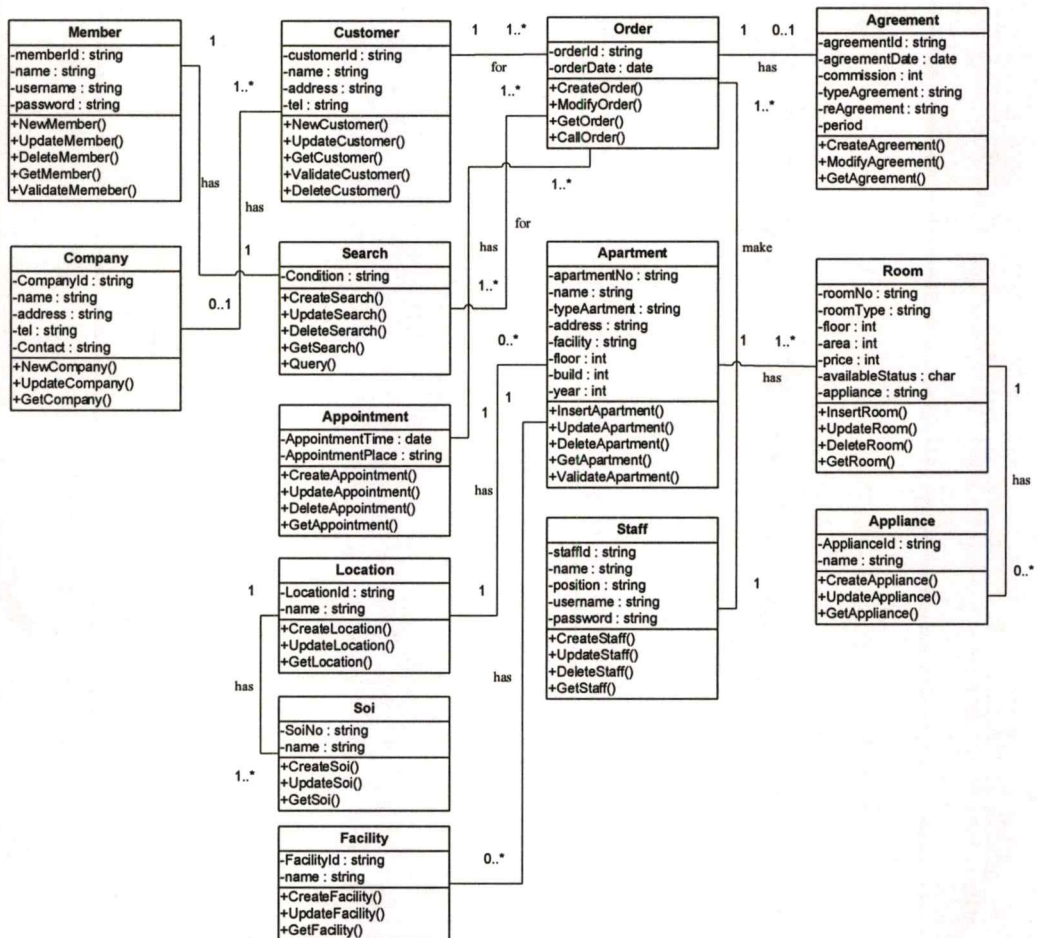 Member
-memberId : string
-name : string
-username : string
-password : string
+NewMember()
+UpdateMember()
+DeleteMember()
+GetMember()
+ValidateMemeber()
1
has
1
Customer
-customerId : string
-name : string
-address : string
-tel : string
+NewCustomer()
+UpdateCustomer()
+GetCustomer()
+ValidateCustomer()
+DeleteCustomer()
1..*
has
0..1
1
1..*
for
Order
-orderId : string
-orderDate : date
+CreateOrder()
+ModifyOrder()
+GetOrder()
+CallOrder()
1..*
1..*
1
0..1
has
1..*
make
Agreement
-agreementId : string
-agreementDate : date
-commission : int
-typeAgreement : string
-reAgreement : string
-period
+CreateAgreement()
+ModifyAgreement()
+GetAgreement()
Company
-CompanyId : string
-name : string
-address : string
-tel : string
-Contact : string
+NewCompany()
+UpdateCompany()
+GetCompany()
Search
-Condition : string
+CreateSearch()
+UpdateSearch()
+DeleteSerarch()
+GetSearch()
+Query()
for
has
1..*
0..*
Apartment
-apartmentNo : string
-name : string
-typeAartment : string
-address : string
-facility : string
-floor : int
-build : int
-year : int
+InsertApartment()
+UpdateApartment()
+DeleteApartment()
+GetApartment()
+ValidateApartment()
1
1..*
has
Room
-roomNo : string
-roomType : string
-floor : int
-area : int
-price : int
-availableStatus : char
-appliance : string
+InsertRoom()
+UpdateRoom()
+DeleteRoom()
+GetRoom()
1
has
0..*
Appointment
-AppointmentTime : date
-AppointmentPlace : string
+CreateAppointment()
+UpdateAppointment()
+DeleteAppointment()
+GetAppointment()
1
1
has
Location
-LocationId : string
-name : string
+CreateLocation()
+UpdateLocation()
+GetLocation()
1
1
has
1..*
Staff
-staffId : string
-name : string
-position : string
-username : string
-password : string
+CreateStaff()
+UpdateStaff()
+DeleteStaff()
+GetStaff()
1
Appliance
-ApplianceId : string
-name : string
+CreateAppliance()
+UpdateAppliance()
+GetAppliance()
Soi
-SoiNo : string
-name : string
+CreateSoi()
+UpdateSoi()
+GetSoi()
has
Facility
-FacilityId : string
-name : string
+CreateFacility()
+UpdateFacility()
+GetFacility()
0..*